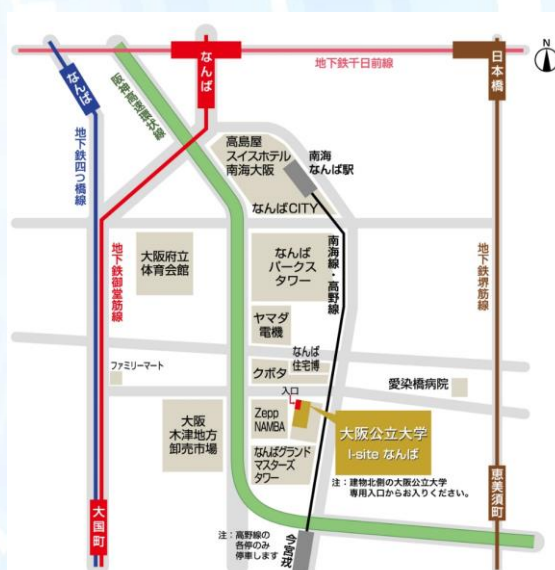 N
なんば
なんば
地下鉄千日前線
日本橋
阪神高速環状線
地下鉄四つ橋線
高島屋
スイスホテル
南海大阪
南海
なんば駅
なんばCITY
地下鉄御堂筋線
大阪府立
体育会館
なんば
パークス
タワー
南海線・高野線
地下鉄堺筋線
ヤマダ
電機
なんば
住宅博
クボタ
ファミリーマート
愛染橋病院
入口
大阪
木津地方
卸売市場
Zepp
NAMBA
大阪公立大学
I-site なんば
なんばグランド
マスターズ
タワー
注：建物北側の大阪公立大学
専用入口からお入りください。
恵美須町
大国町
注：高野線の
各停のみ
停車します
今宮戎